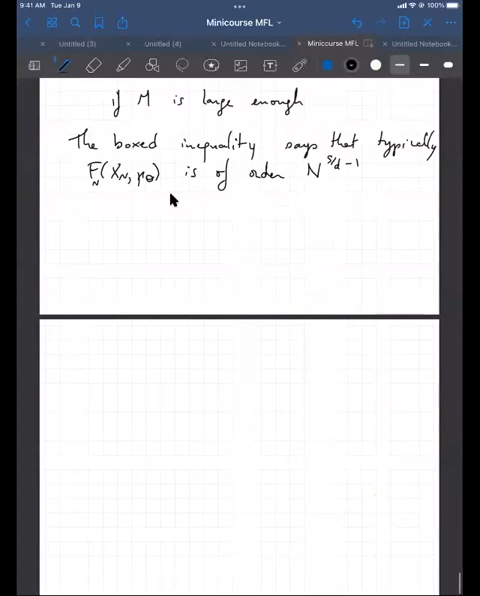 9:41 AM Tue Jan 9
100%
Minicourse MFL
Untitled (3)
Untitled (4)
Untitled Notebook...
Minicourse MFL
Untitled Notebook...
if M is large enough
The boxed inequality says that typically
F_N(X_N, μ_θ) is of order N^{s/d-1}